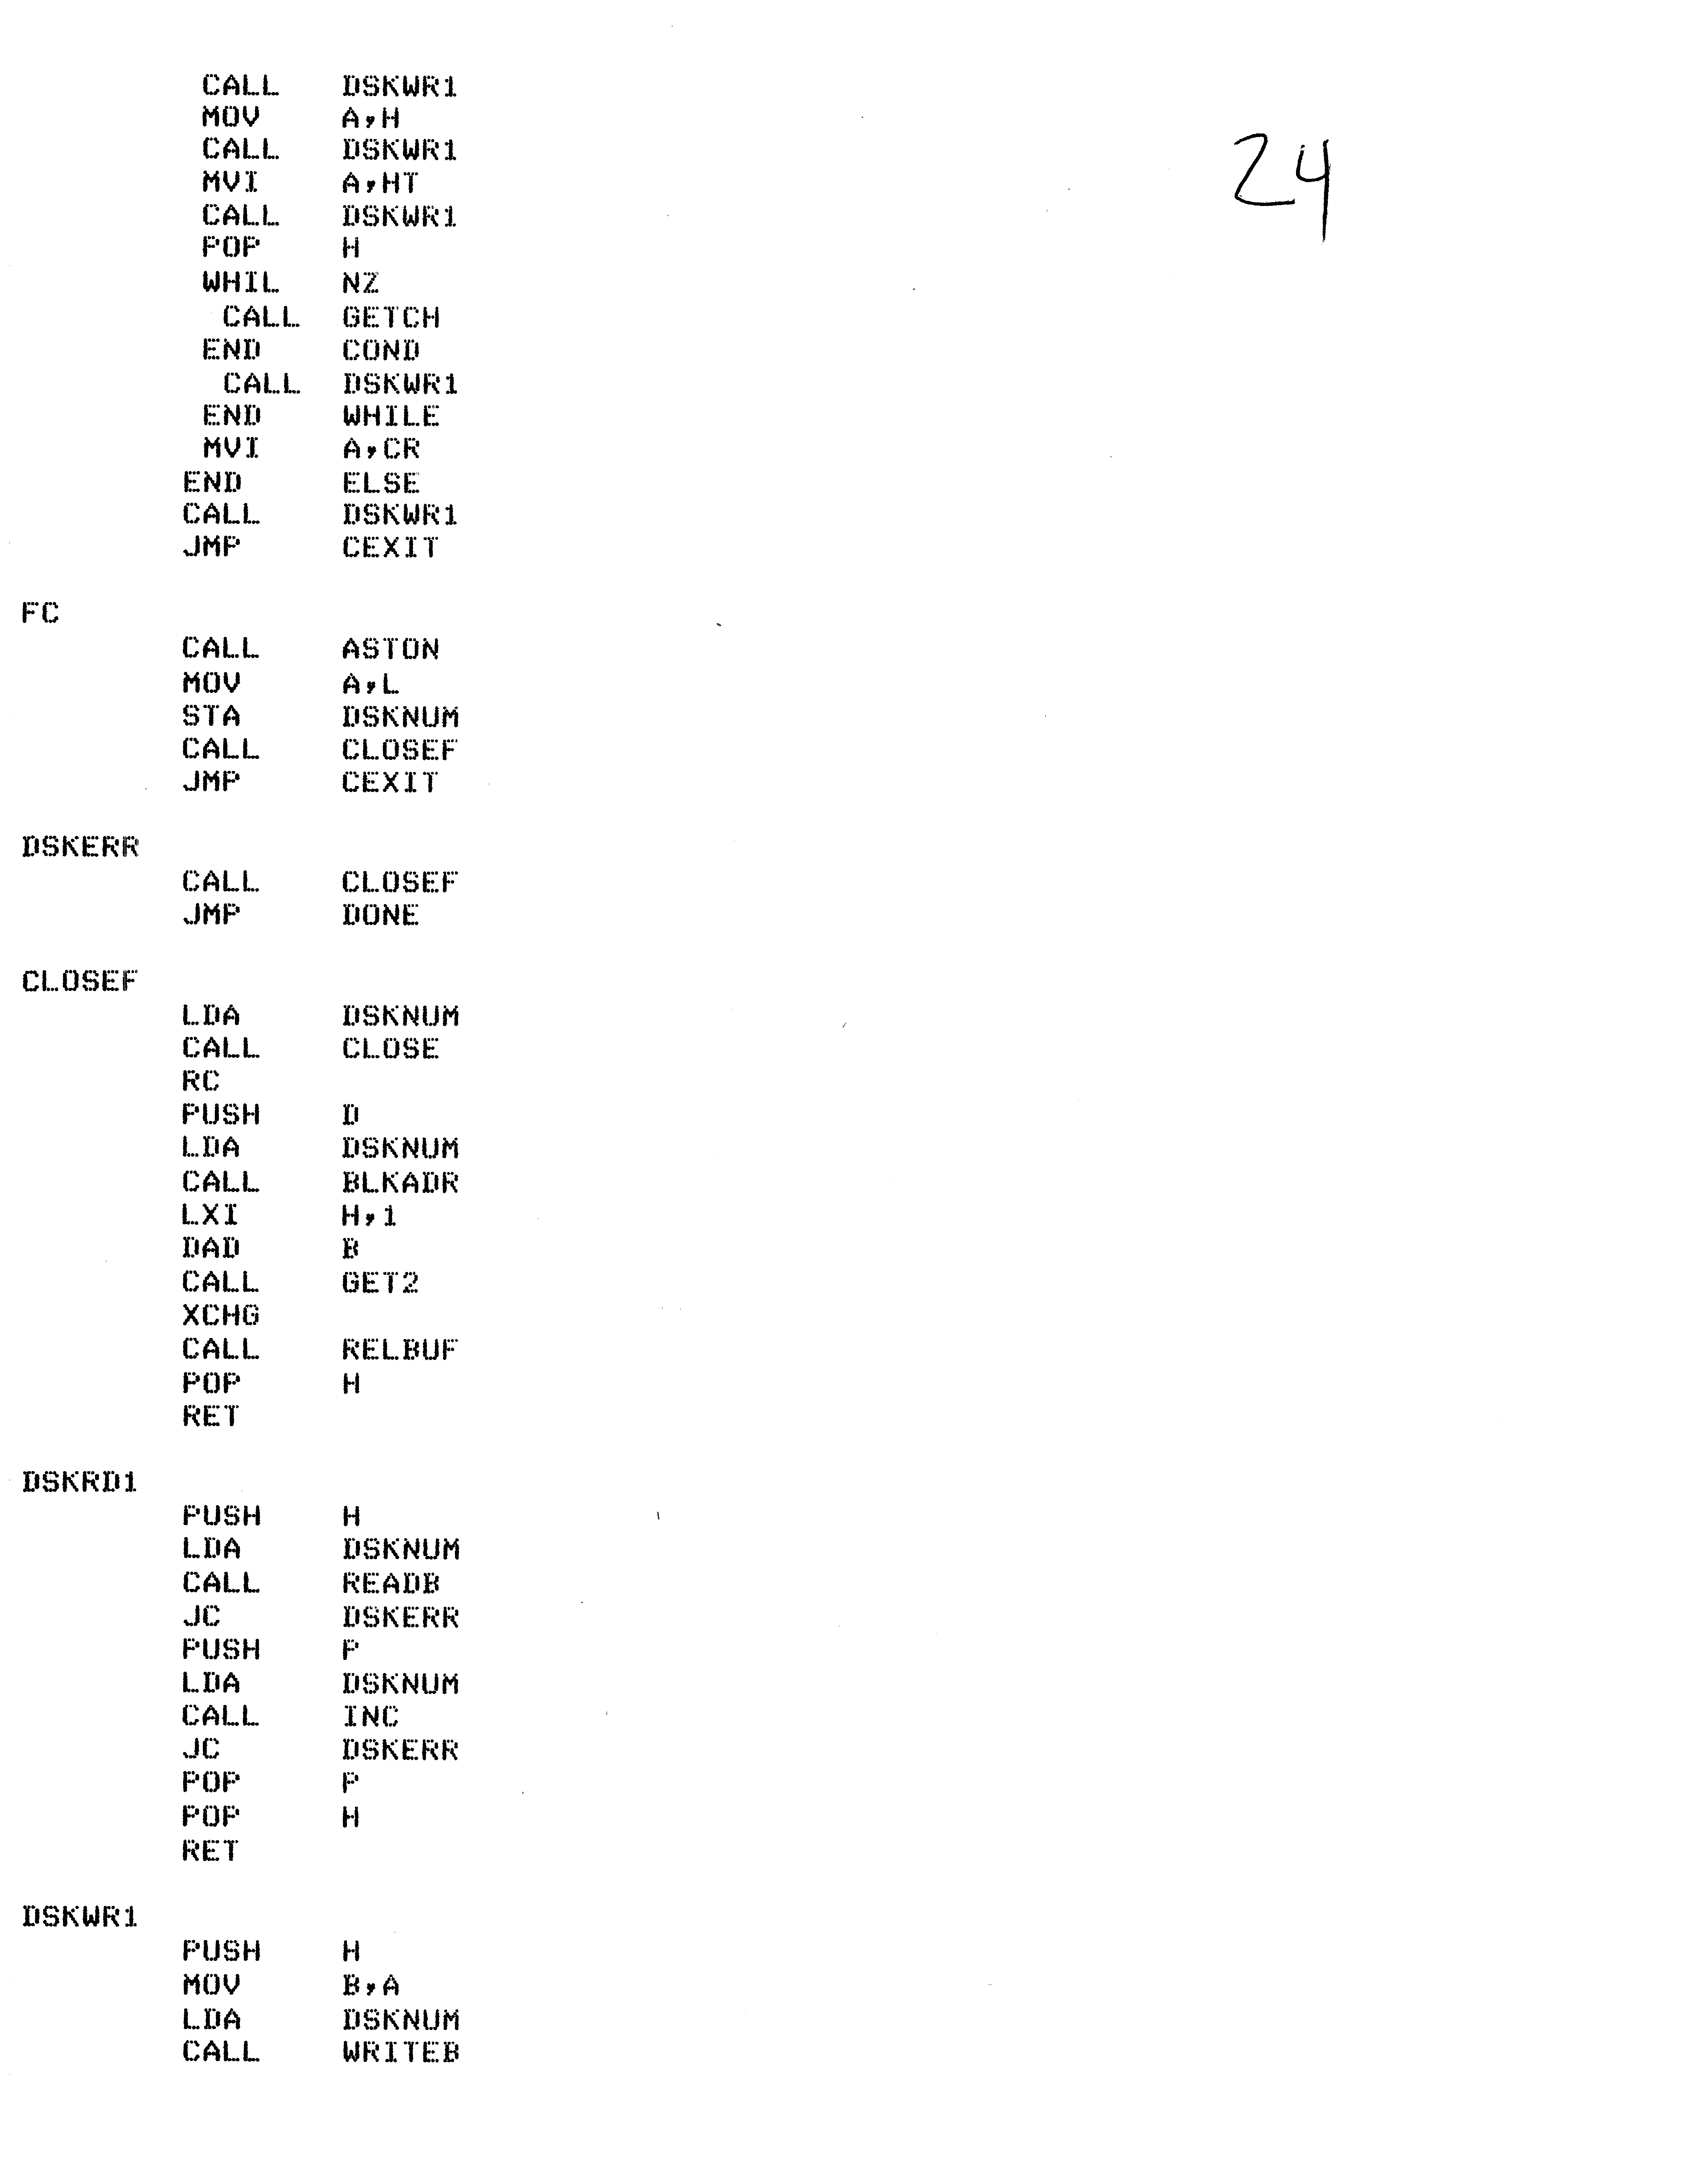 CALL DSKWR1
MOV A,H
24
CALL DSKWR1
MVI A,HT
CALL DSKWR1
POP H
WHIL NZ
CALL GETCH
END COND
CALL DSKWR1
END WHILE
MVI A,CR
END ELSE
CALL DSKWR1
JMP CEXIT
FC
CALL ASTON
MOV A,L
STA DSKNUM
CALL CLOSEF
JMP CEXIT
DSKERR
CALL CLOSEF
JMP DONE
CLOSEF
LDA DSKNUM
CALL CLOSE
RC
PUSH D
LDA DSKNUM
CALL BLKADR
LXI H,1
DAD B
CALL GET2
XCHG
CALL RELBUF
POP H
RET
DSKRD1
PUSH H
LDA DSKNUM
CALL READB
JC DSKERR
PUSH P
LDA DSKNUM
CALL INC
JC DSKERR
POP P
POP H
RET
DSKWR1
PUSH H
MOV B,A
LDA DSKNUM
CALL WRITEB